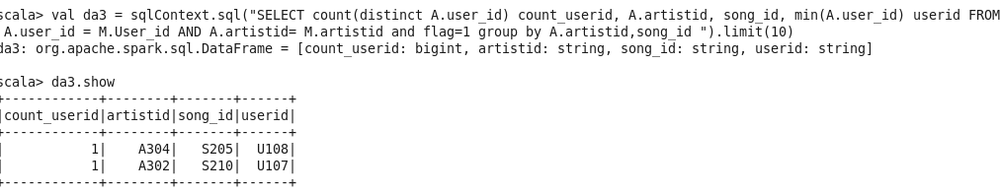 scala> val da3 = sqlContext.sql("SELECT count(distinct A.user_id) count_userid, A.artistid, song_id, min(A.user_id) userid FROM
A.user_id = M.User_id AND A.artistid= M.artistid and flag=1 group by A.artistid,song_id ").limit(10)
da3: org.apache.spark.sql.DataFrame = [count_userid: bigint, artistid: string, song_id: string, userid: string]
scala> da3.show
+------------+--------+-------+------+
|count_userid|artistid|song_id|userid|
+------------+--------+-------+------+
|           1|    A304|   S205|  U108|
|           1|    A302|   S210|  U107|
+------------+--------+-------+------+